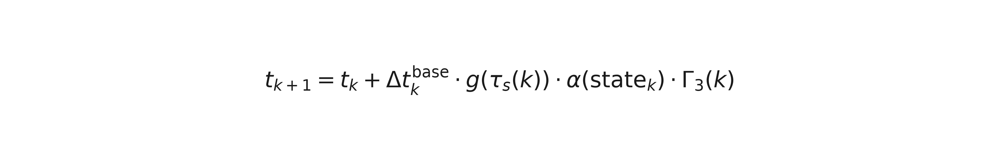 t_{k+1} = t_k + Δt_k^{base} · g(τ_s(k)) · α(state_k) · Γ_3(k)